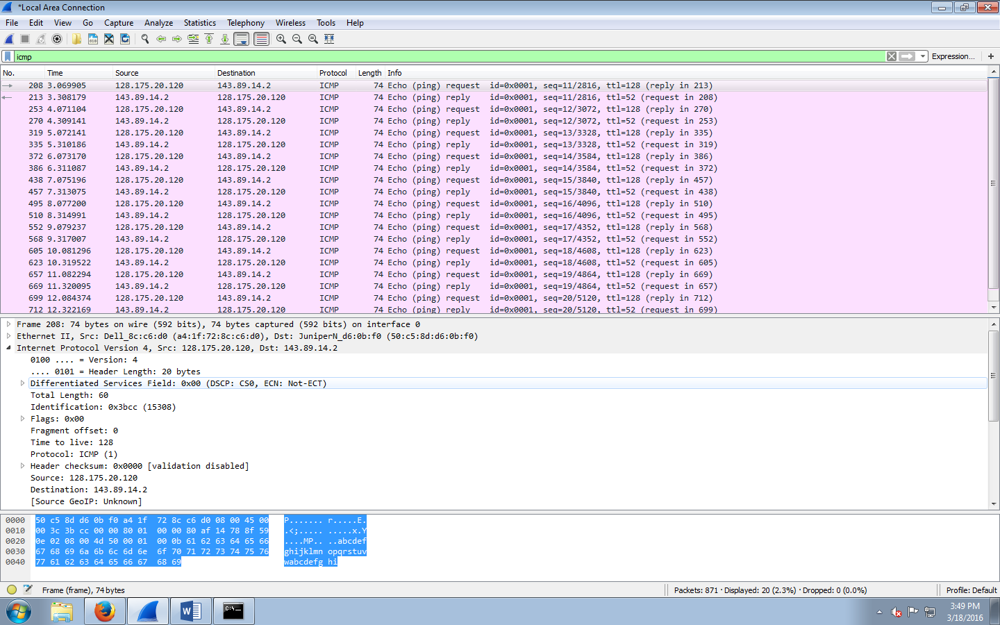 *Local Area Connection
File Edit View Go Capture Analyze Statistics Telephony Wireless Tools Help
icmp Expression... +
No. Time Source Destination Protocol Length Info
208 3.069905 128.175.20.120 143.89.14.2 ICMP 74 Echo (ping) request id=0x0001, seq=11/2816, ttl=128 (reply in 213)
213 3.308179 143.89.14.2 128.175.20.120 ICMP 74 Echo (ping) reply id=0x0001, seq=11/2816, ttl=52 (request in 208)
253 4.071104 128.175.20.120 143.89.14.2 ICMP 74 Echo (ping) request id=0x0001, seq=12/3072, ttl=128 (reply in 270)
270 4.309141 143.89.14.2 128.175.20.120 ICMP 74 Echo (ping) reply id=0x0001, seq=12/3072, ttl=52 (request in 253)
319 5.072141 128.175.20.120 143.89.14.2 ICMP 74 Echo (ping) request id=0x0001, seq=13/3328, ttl=128 (reply in 335)
335 5.310186 143.89.14.2 128.175.20.120 ICMP 74 Echo (ping) reply id=0x0001, seq=13/3328, ttl=52 (request in 319)
372 6.073170 128.175.20.120 143.89.14.2 ICMP 74 Echo (ping) request id=0x0001, seq=14/3584, ttl=128 (reply in 386)
386 6.311087 143.89.14.2 128.175.20.120 ICMP 74 Echo (ping) reply id=0x0001, seq=14/3584, ttl=52 (request in 372)
438 7.075196 128.175.20.120 143.89.14.2 ICMP 74 Echo (ping) request id=0x0001, seq=15/3840, ttl=128 (reply in 457)
457 7.313075 143.89.14.2 128.175.20.120 ICMP 74 Echo (ping) reply id=0x0001, seq=15/3840, ttl=52 (request in 438)
495 8.077200 128.175.20.120 143.89.14.2 ICMP 74 Echo (ping) request id=0x0001, seq=16/4096, ttl=128 (reply in 510)
510 8.314991 143.89.14.2 128.175.20.120 ICMP 74 Echo (ping) reply id=0x0001, seq=16/4096, ttl=52 (request in 495)
552 9.079237 128.175.20.120 143.89.14.2 ICMP 74 Echo (ping) request id=0x0001, seq=17/4352, ttl=128 (reply in 568)
568 9.317007 143.89.14.2 128.175.20.120 ICMP 74 Echo (ping) reply id=0x0001, seq=17/4352, ttl=52 (request in 552)
605 10.081296 128.175.20.120 143.89.14.2 ICMP 74 Echo (ping) request id=0x0001, seq=18/4608, ttl=128 (reply in 623)
623 10.319522 143.89.14.2 128.175.20.120 ICMP 74 Echo (ping) reply id=0x0001, seq=18/4608, ttl=52 (request in 605)
657 11.082294 128.175.20.120 143.89.14.2 ICMP 74 Echo (ping) request id=0x0001, seq=19/4864, ttl=128 (reply in 669)
669 11.320095 143.89.14.2 128.175.20.120 ICMP 74 Echo (ping) reply id=0x0001, seq=19/4864, ttl=52 (request in 657)
699 12.084374 128.175.20.120 143.89.14.2 ICMP 74 Echo (ping) request id=0x0001, seq=20/5120, ttl=128 (reply in 712)
712 12.322169 143.89.14.2 128.175.20.120 ICMP 74 Echo (ping) reply id=0x0001, seq=20/5120, ttl=52 (request in 699)
Frame 208: 74 bytes on wire (592 bits), 74 bytes captured (592 bits) on interface 0
Ethernet II, Src: Dell_8c:c6:d0 (a4:1f:72:8c:c6:d0), Dst: JuniperN_d6:0b:f0 (50:c5:8d:d6:0b:f0)
Internet Protocol Version 4, Src: 128.175.20.120, Dst: 143.89.14.2
0100 .... = Version: 4
.... 0101 = Header Length: 20 bytes
Differentiated Services Field: 0x00 (DSCP: CS0, ECN: Not-ECT)
Total Length: 60
Identification: 0x3bcc (15308)
Flags: 0x00
Fragment offset: 0
Time to live: 128
Protocol: ICMP (1)
Header checksum: 0x0000 [validation disabled]
Source: 128.175.20.120
Destination: 143.89.14.2
[Source GeoIP: Unknown]
0000 50 c5 8d d6 0b f0 a4 1f 72 8c c6 d0 08 00 45 00 P....... r.....E.
0010 00 3c 3b cc 00 00 80 01 00 00 80 af 14 78 8f 59 .<;..... .....x.Y
0020 0e 02 08 00 4d 50 00 01 00 0b 61 62 63 64 65 66 ....MP.. ..abcdef
0030 67 68 69 6a 6b 6c 6d 6e 6f 70 71 72 73 74 75 76 ghijklmn opqrstuv
0040 77 61 62 63 64 65 66 67 68 69 wabcdefg hi
Frame (frame), 74 bytes Packets: 871 · Displayed: 20 (2.3%) · Dropped: 0 (0.0%) Profile: Default
3:49 PM
3/18/2016